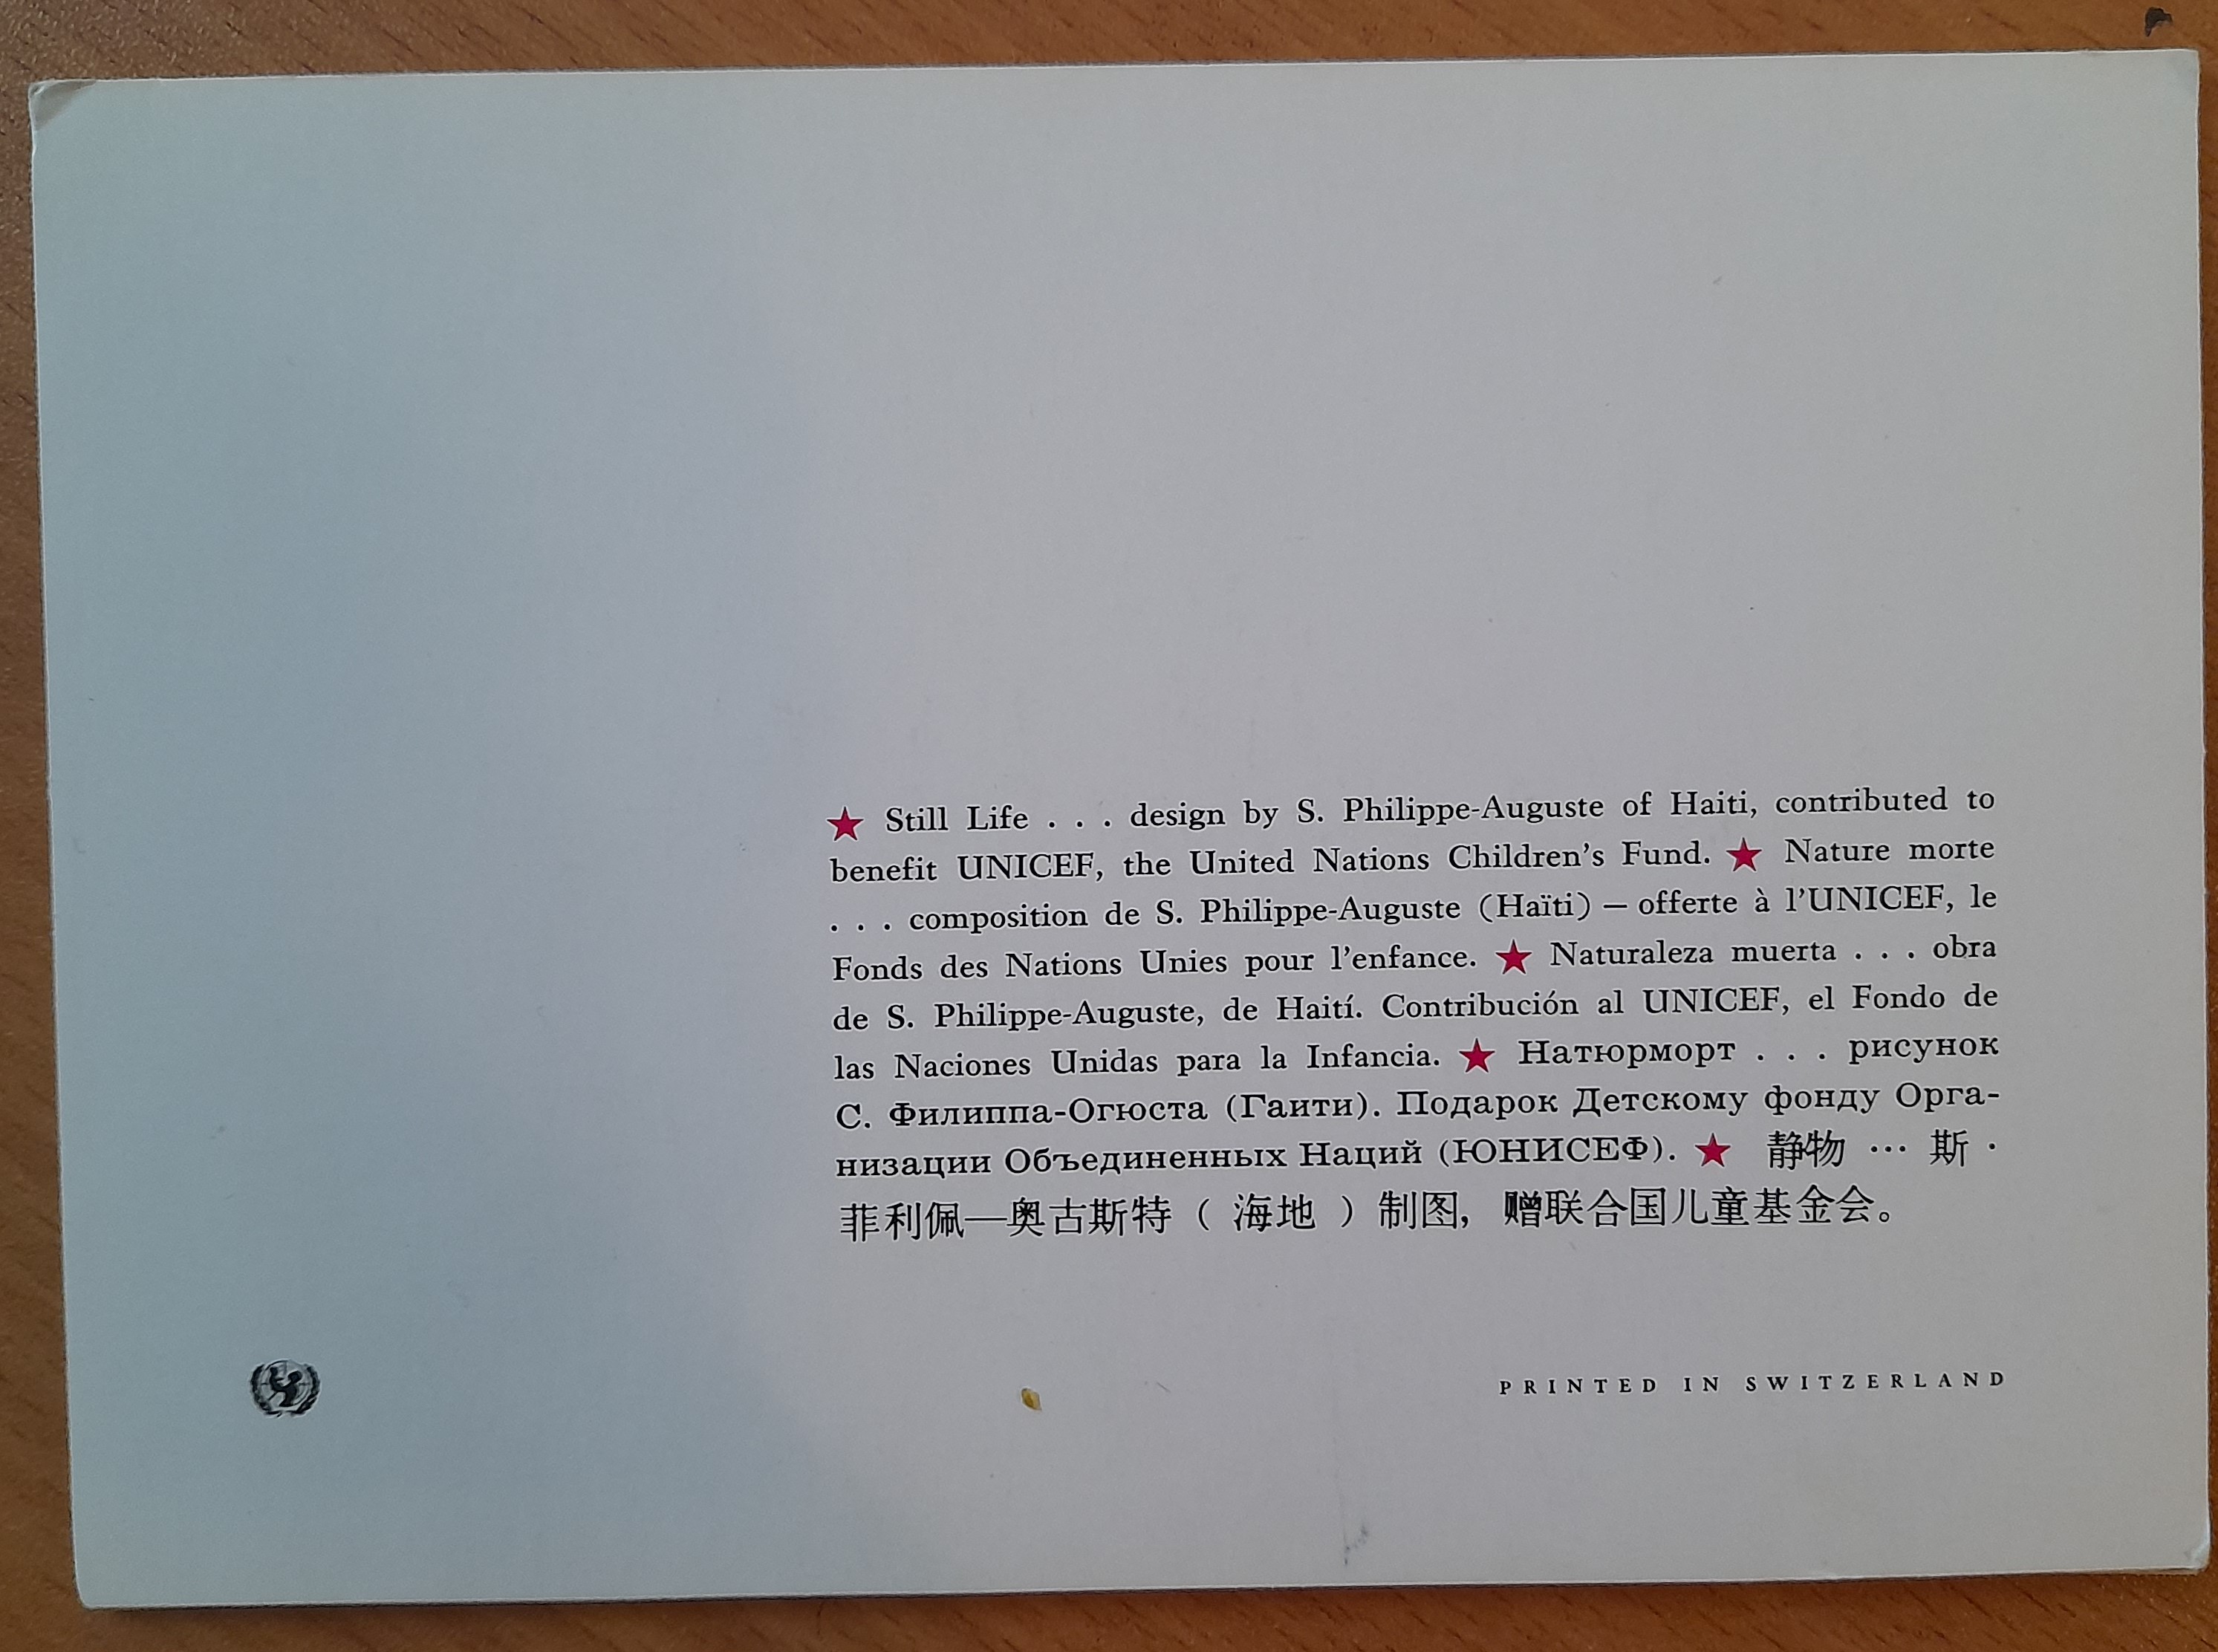 ★ Still Life . . . design by S. Philippe-Auguste of Haiti, contributed to
benefit UNICEF, the United Nations Children's Fund. ★ Nature morte
. . . composition de S. Philippe-Auguste (Haïti) – offerte à l'UNICEF, le
Fonds des Nations Unies pour l'enfance. ★ Naturaleza muerta . . . obra
de S. Philippe-Auguste, de Haití. Contribución al UNICEF, el Fondo de
las Naciones Unidas para la Infancia. ★ Натюрморт . . . рисунок
С. Филиппа-Огюста (Гаити). Подарок Детскому фонду Орга-
низации Объединенных Наций (ЮНИСЕФ). ★ 静物 … 斯 ·
菲利佩—奥古斯特 ( 海地 ) 制图, 赠联合国儿童基金会。
PRINTED IN SWITZERLAND